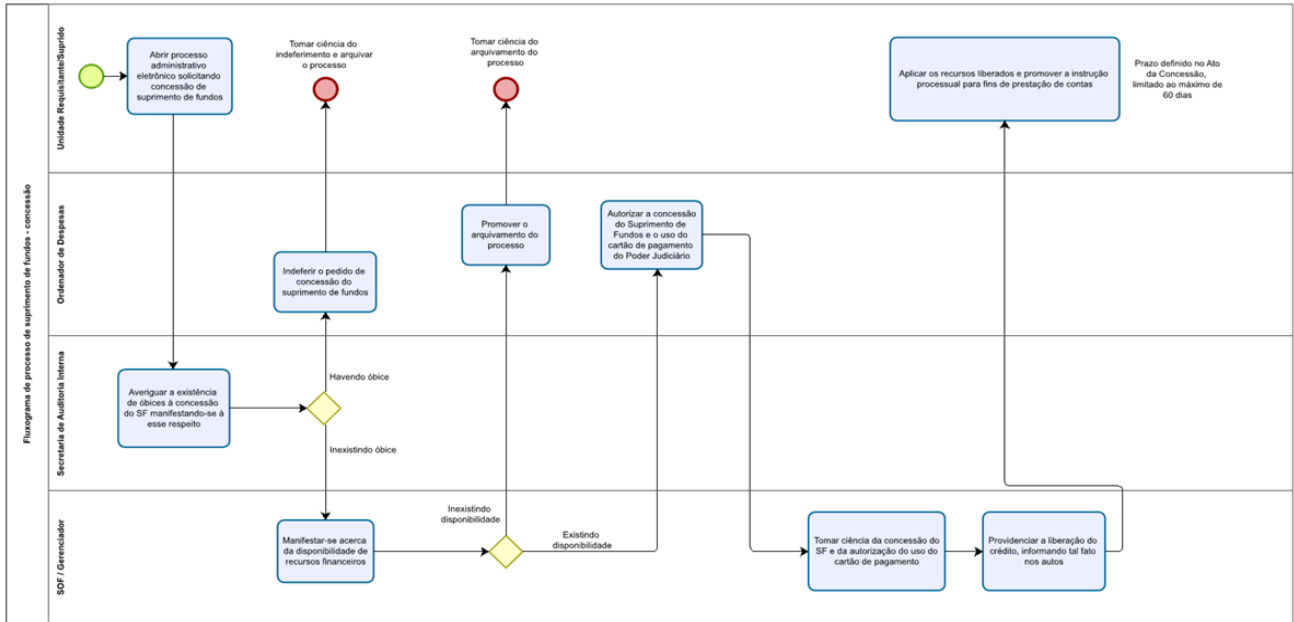 Fluxograma de processo de suprimento de fundos - concessão
Unidade Requisitante/Suprido
Abrir processo
administrativo
eletrônico solicitando
concessão de
suprimento de fundos
Tomar ciência do
indeferimento e arquivar
o processo
Tomar ciência do
arquivamento do
processo
Aplicar os recursos liberados e promover a instrução
processual para fins de prestação de contas
Prazo definido no Ato
da Concessão,
limitado ao máximo de
60 dias
Ordenador de Despesas
Indeferir o pedido de
concessão do
suprimento de fundos
Promover o
arquivamento do
processo
Autorizar a concessão
do Suprimento de
Fundos e o uso do
cartão de pagamento
do Poder Judiciário
Secretaria de Auditoria Interna
Averiguar a existência
de óbices à concessão
do SF manifestando-se à
esse respeito
Havendo óbice
Inexistindo óbice
SOF / Gerenciador
Manifestar-se acerca
da disponibilidade de
recursos financeiros
Inexistindo
disponibilidade
Existindo
disponibilidade
Tomar ciência da concessão do
SF e da autorização do uso do
cartão de pagamento
Providenciar a liberação do
crédito, informando tal fato
nos autos